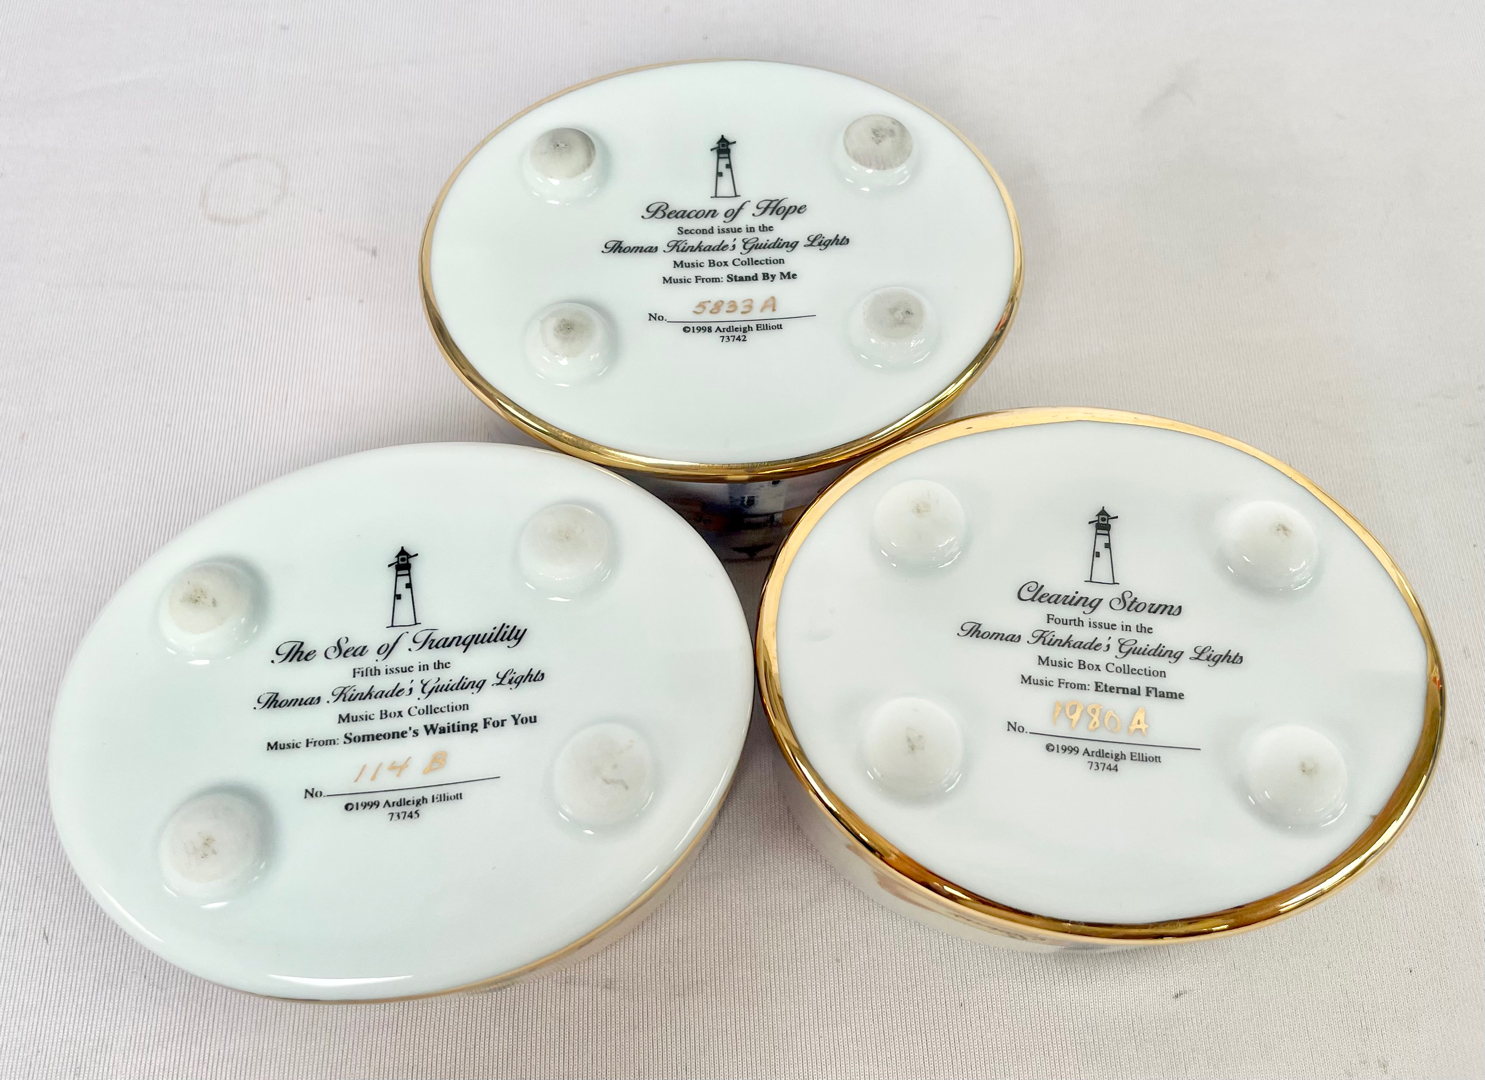 Beacon of Hope
Second issue in the
Thomas Kinkade's Guiding Lights
Music Box Collection
Music From: Stand By Me
No. 5833 A
©1998 Ardleigh Elliott
73742
The Sea of Tranquility
Fifth issue in the
Thomas Kinkade's Guiding Lights
Music Box Collection
Music From: Someone's Waiting For You
No. 114 B
©1999 Ardleigh Elliott
73745
Clearing Storms
Fourth issue in the
Thomas Kinkade's Guiding Lights
Music Box Collection
Music From: Eternal Flame
No. 1980 A
©1999 Ardleigh Elliott
73744